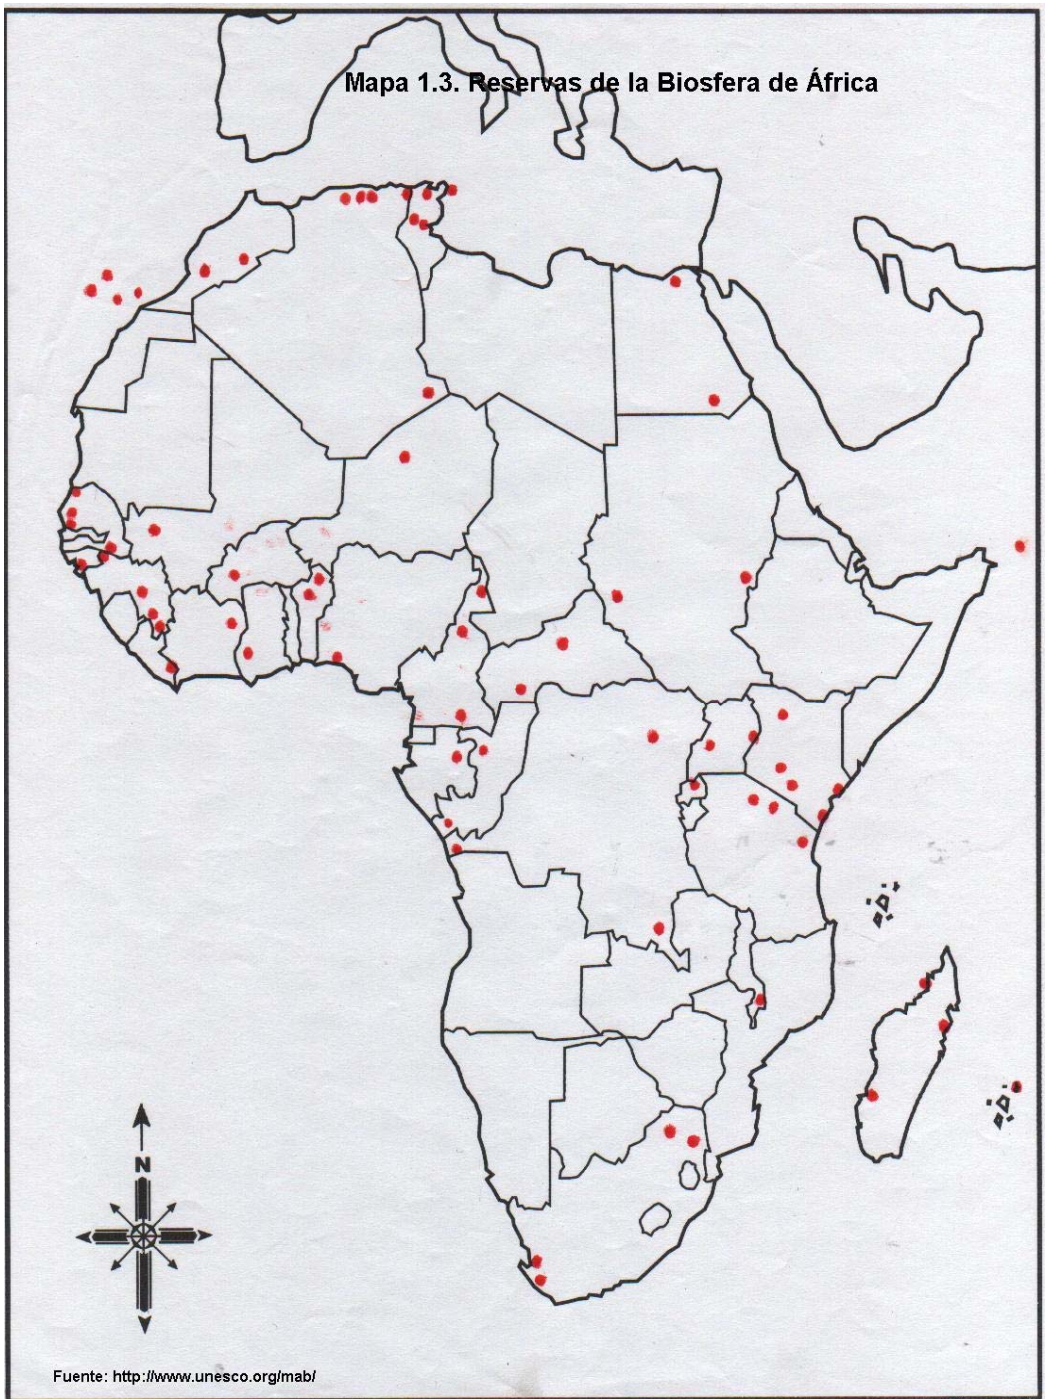 Mapa 1.3. Reservas de la Biosfera de África
N
Fuente: http://www.unesco.org/mab/